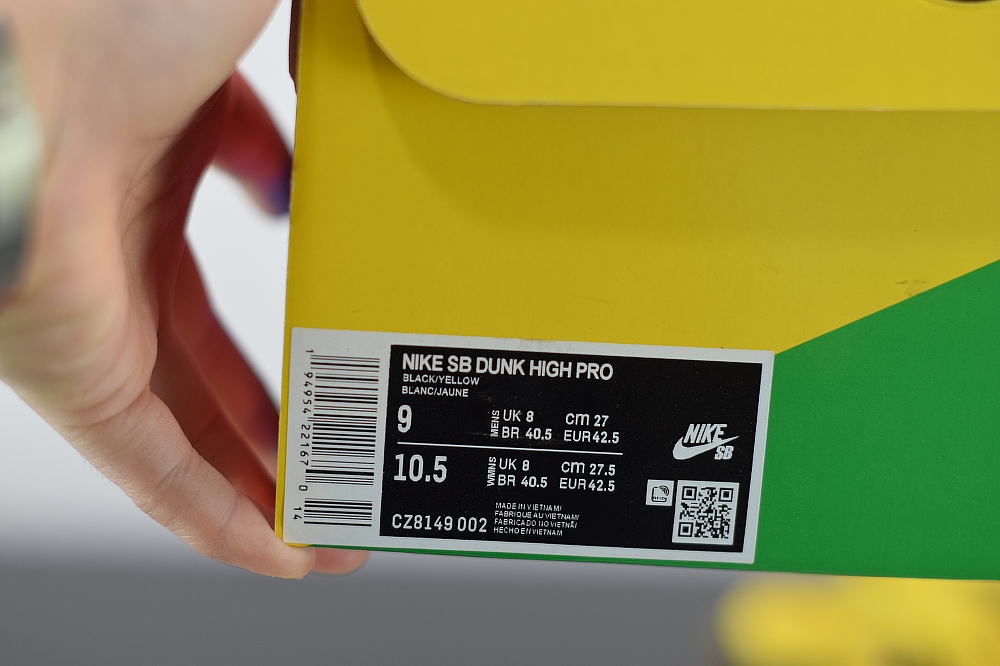 NIKE SB DUNK HIGH PRO
BLACK/YELLOW
BLANC/JAUNE
9 MENS UK 8 cm 27
BR 40.5 EUR 42.5
10.5 WMNS UK 8 cm 27.5
BR 40.5 EUR 42.5
NIKE
SB
CZ8149 002
MADE IN VIETNAM/
FABRIQUE AU VIETNAM/
FABRICADO NO VIETNÃ/
HECHO EN VIETNAM
1 94954 22167 0 14